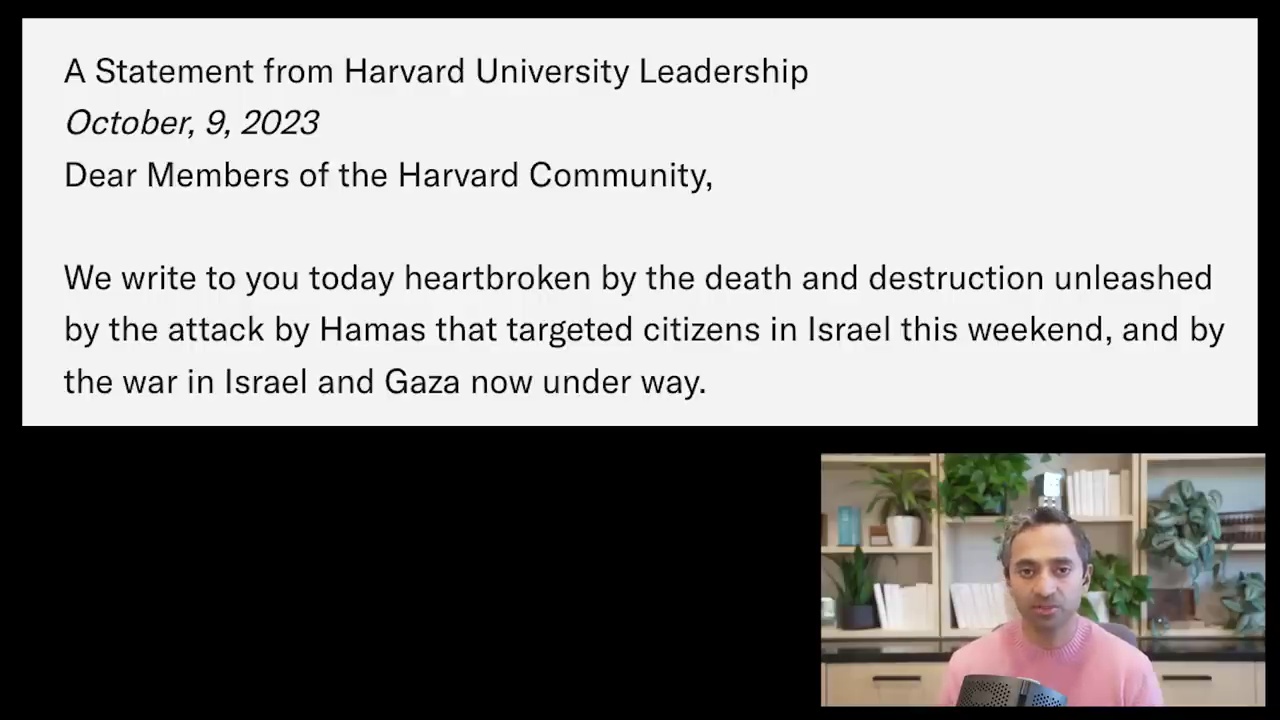 A Statement from Harvard University Leadership
October, 9, 2023
Dear Members of the Harvard Community,
We write to you today heartbroken by the death and destruction unleashed
by the attack by Hamas that targeted citizens in Israel this weekend, and by
the war in Israel and Gaza now under way.